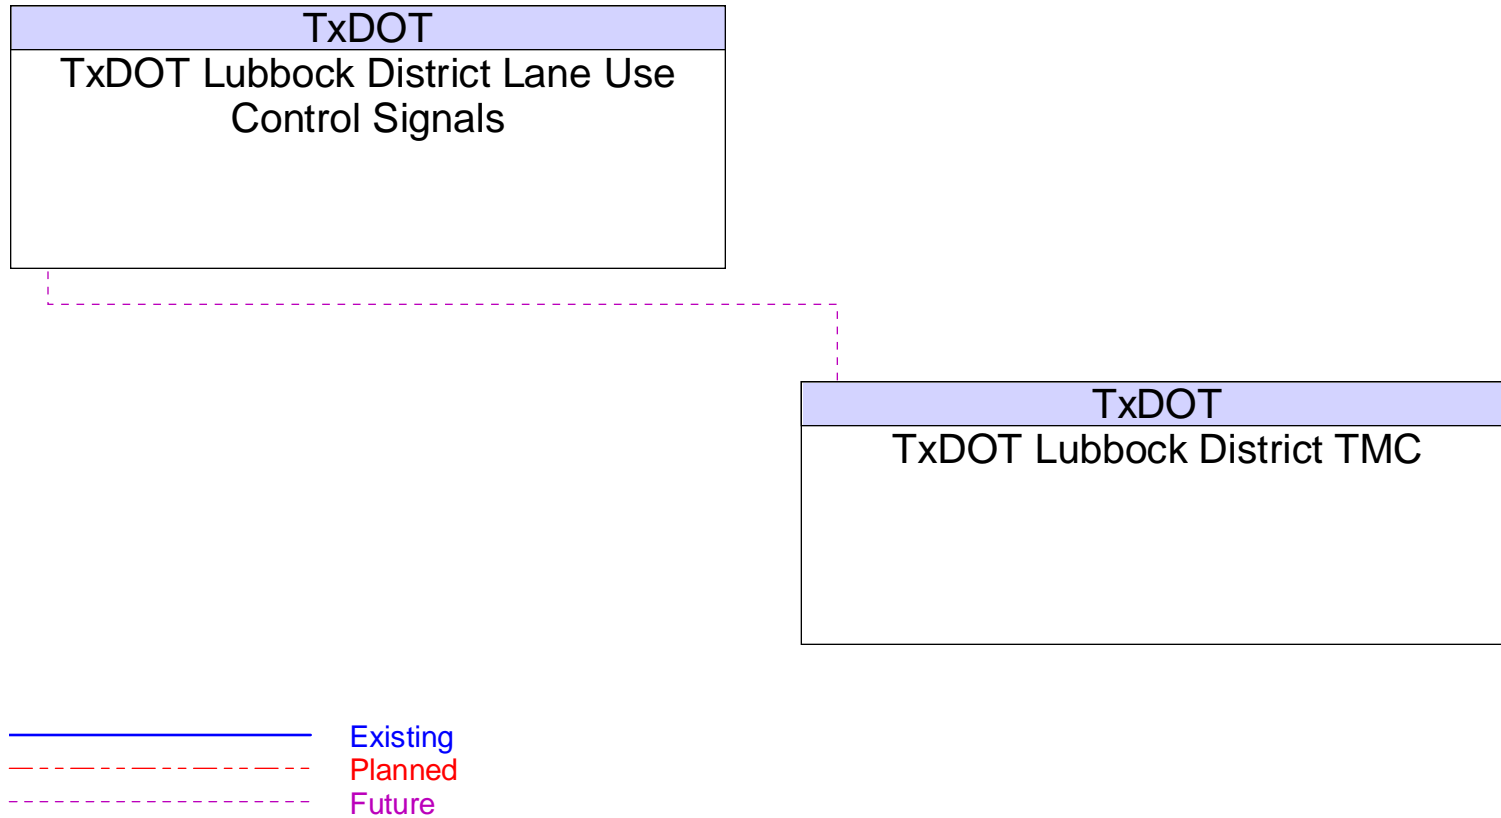 TxDOT
TxDOT Lubbock District Lane Use
Control Signals
TxDOT
TxDOT Lubbock District TMC
Existing
Planned
Future